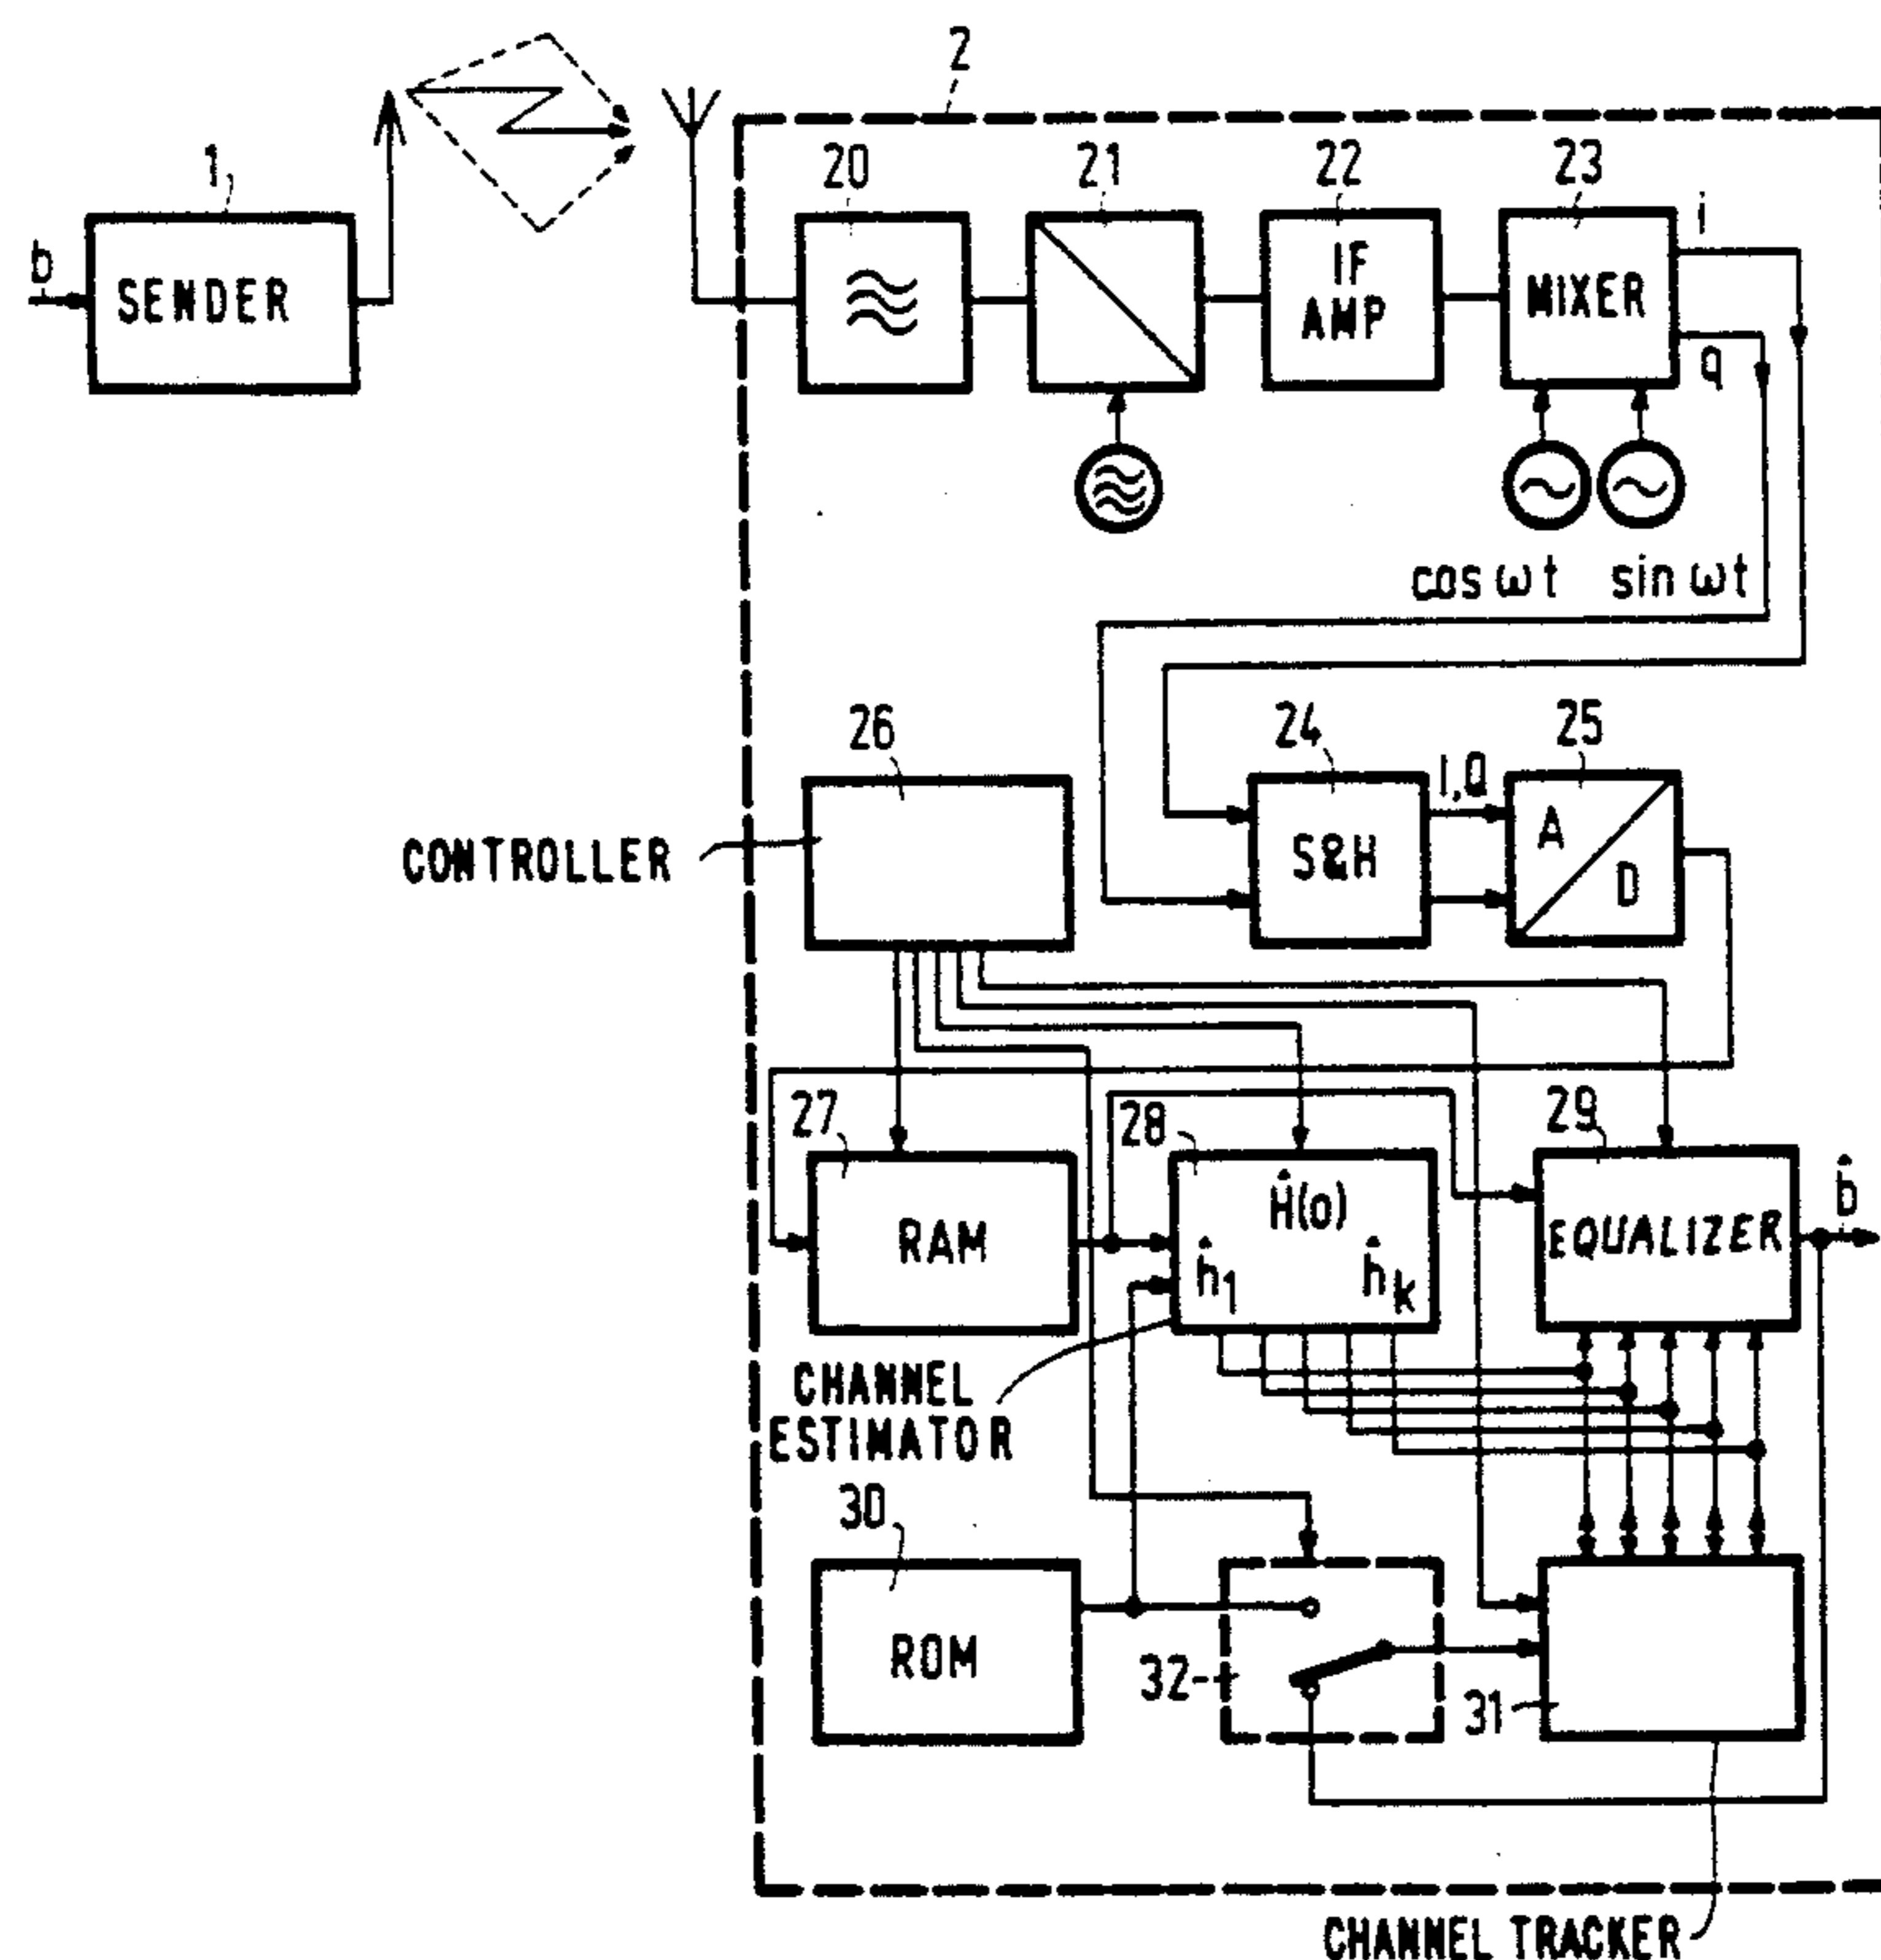 2
1
b
SENDER
20
21
22
IF
AMP
23
MIXER
i
q
cos ωt
sin ωt
26
CONTROLLER
24
S&H
I,Q
25
A
D
27
RAM
28
Ĥ(o)
ĥ1
ĥk
29
EQUALIZER
b̂
CHANNEL
ESTIMATOR
30
ROM
32
31
CHANNEL TRACKER